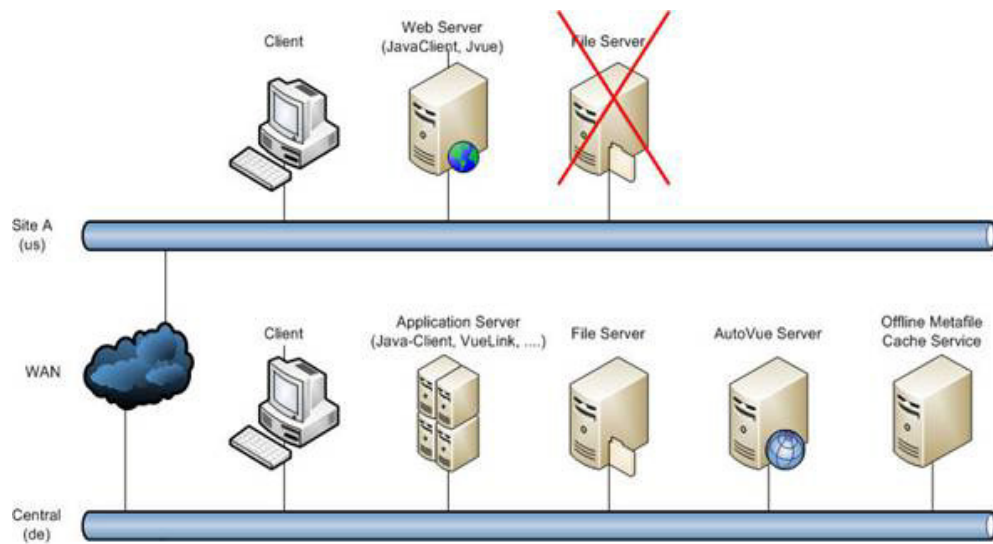 Client
Web Server
(JavaClient, Jvue)
File Server
Site A
(us)
WAN
Client
Application Server
(Java-Client, VueLink, ....)
File Server
AutoVue Server
Offline Metafile
Cache Service
Central
(de)